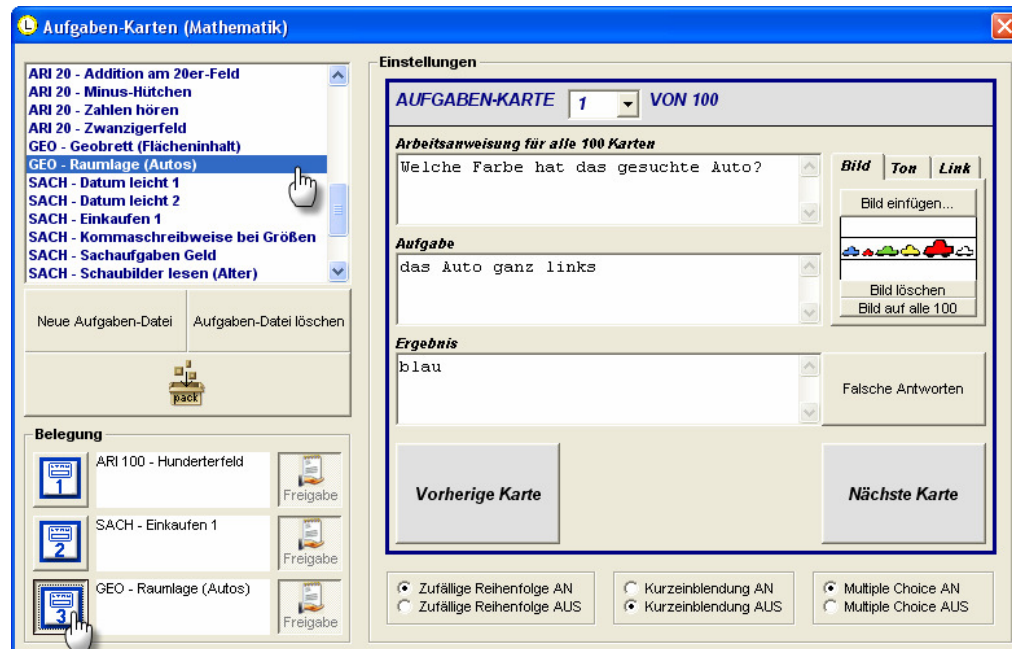 Aufgaben-Karten (Mathematik)
ARI 20 - Addition am 20er-Feld
ARI 20 - Minus-Hütchen
ARI 20 - Zahlen hören
ARI 20 - Zwanzigerfeld
GEO - Geobrett (Flächeninhalt)
GEO - Raumlage (Autos)
SACH - Datum leicht 1
SACH - Datum leicht 2
SACH - Einkaufen 1
SACH - Kommaschreibweise bei Größen
SACH - Sachaufgaben Geld
SACH - Schaubilder lesen (Alter)
Neue Aufgaben-Datei
Aufgaben-Datei löschen
pack
Belegung
1
ARI 100 - Hunderterfeld
Freigabe
2
SACH - Einkaufen 1
Freigabe
3
GEO - Raumlage (Autos)
Freigabe
Einstellungen
AUFGABEN-KARTE 1 VON 100
Arbeitsanweisung für alle 100 Karten
Welche Farbe hat das gesuchte Auto?
Bild Ton Link
Bild einfügen...
Bild löschen
Bild auf alle 100
Aufgabe
das Auto ganz links
Ergebnis
blau
Falsche Antworten
Vorherige Karte
Nächste Karte
Zufällige Reihenfolge AN
Zufällige Reihenfolge AUS
Kurzeinblendung AN
Kurzeinblendung AUS
Multiple Choice AN
Multiple Choice AUS